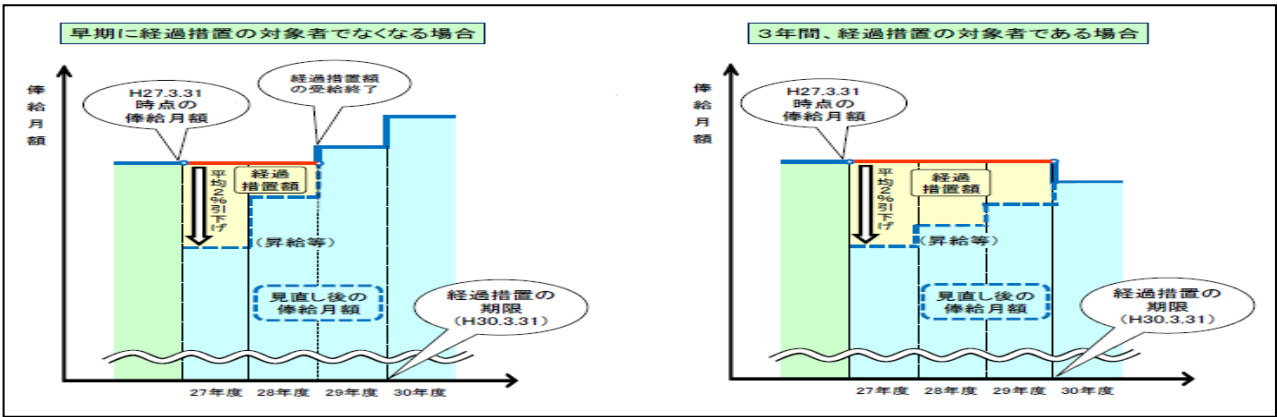 早期に経過措置の対象者でなくなる場合
俸給月額
H27.3.31
時点の
俸給月額
経過措置額
の受給終了
平均2%引下げ
経過
措置額
(昇給等)
見直し後の
俸給月額
経過措置の
期限
(H30.3.31)
27年度 28年度 29年度 30年度
3年間、経過措置の対象者である場合
俸給月額
H27.3.31
時点の
俸給月額
平均2%引下げ
経過
措置額
(昇給等)
見直し後の
俸給月額
経過措置の
期限
(H30.3.31)
27年度 28年度 29年度 30年度